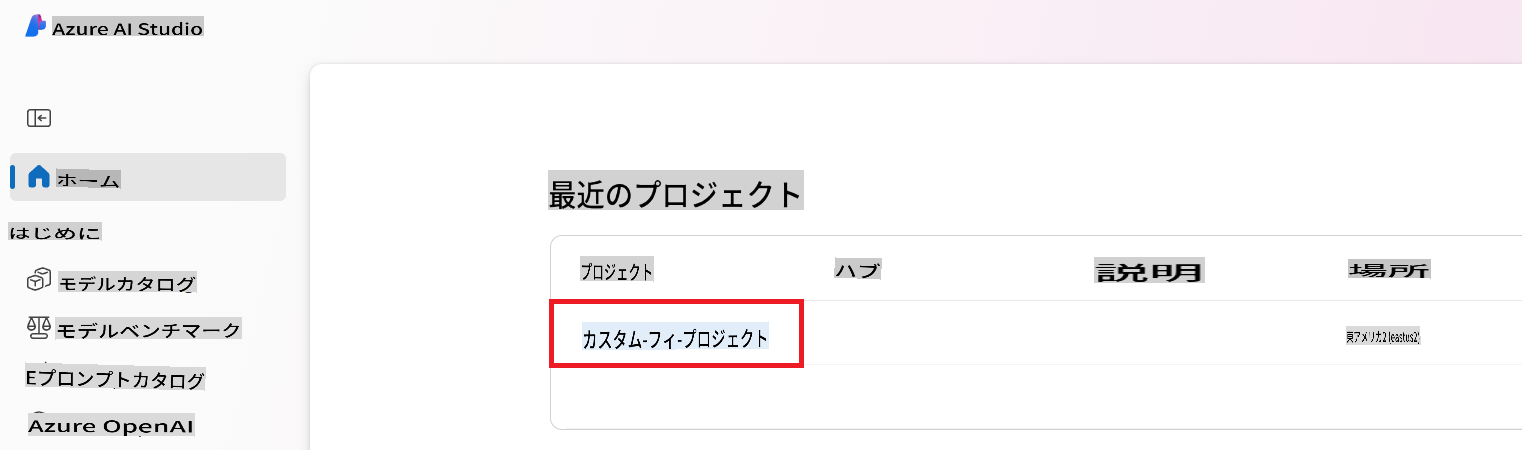 Azure AI Studio
ホーム
はじめに
モデルカタログ
モデルベンチマーク
Eプロンプトカタログ
Azure OpenAI
最近のプロジェクト
プロジェクト ハブ 説明 場所
カスタム-フィ-プロジェクト 東アメリカ2 (eastus2)